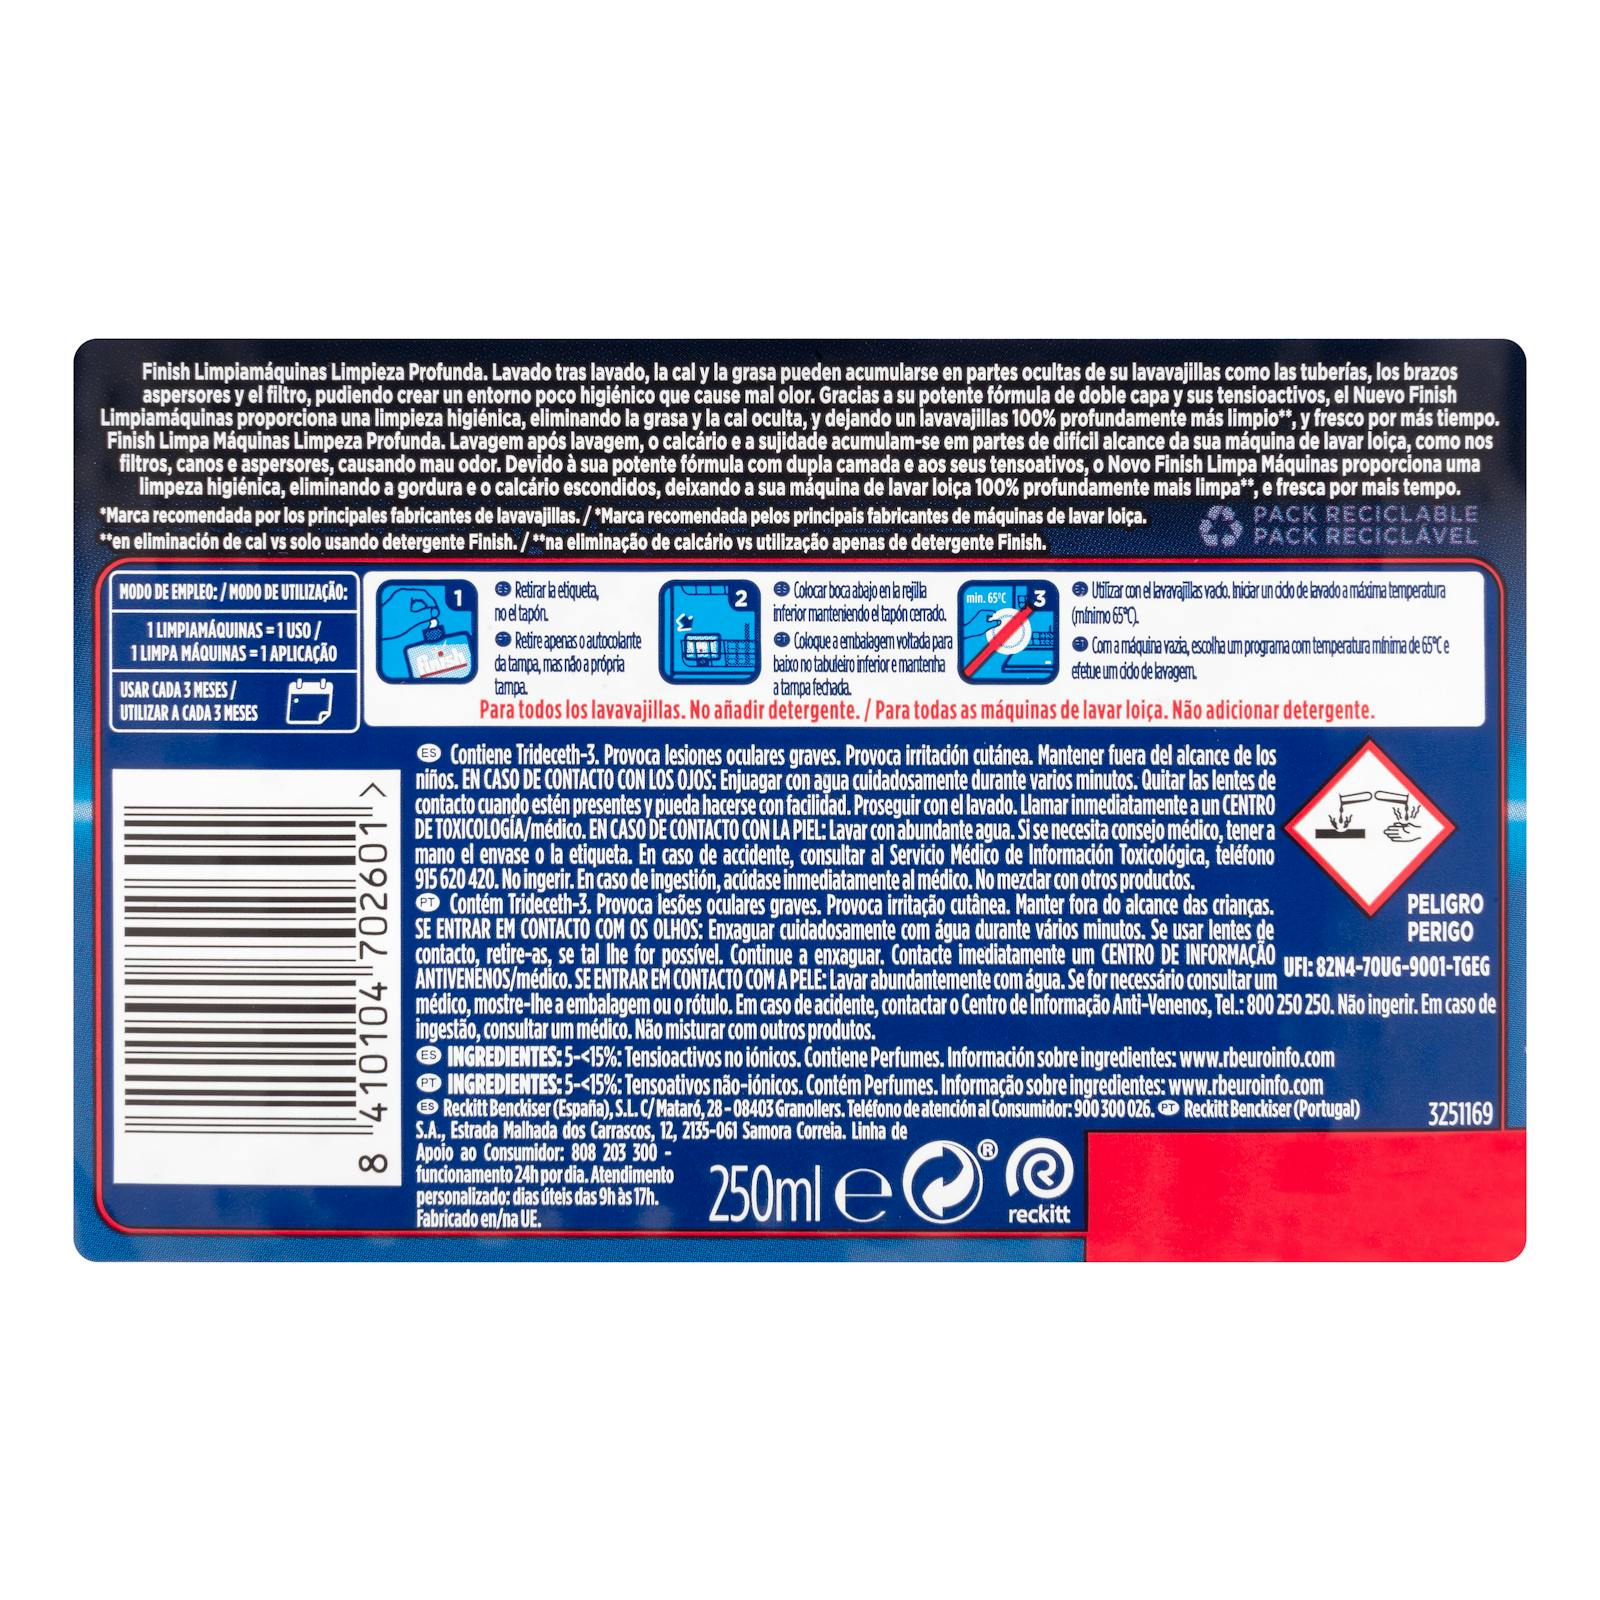 Finish Limpiamáquinas Limpieza Profunda. Lavado tras lavado, la cal y la grasa pueden acumularse en partes ocultas de su lavavajillas como las tuberías, los brazos
aspersores y el filtro, pudiendo crear un entorno poco higiénico que cause mal olor. Gracias a su potente fórmula de doble capa y sus tensioactivos, el Nuevo Finish
Limpiamáquinas proporciona una limpieza higiénica, eliminando la grasa y la cal oculta, y dejando un lavavajillas 100% profundamente más limpio**, y fresco por más tiempo.
Finish Limpa Máquinas Limpeza Profunda. Lavagem após lavagem, o calcário e a sujidade acumulam-se em partes de difícil alcance da sua máquina de lavar loiça, como nos
filtros, canos e aspersores, causando mau odor. Devido à sua potente fórmula com dupla camada e aos seus tensoativos, o Novo Finish Limpa Máquinas proporciona uma
limpeza higiénica, eliminando a gordura e o calcário escondidos, deixando a sua máquina de lavar loiça 100% profundamente mais limpa**, e fresca por mais tempo.
*Marca recomendada por los principales fabricantes de lavavajillas. / *Marca recomendada pelos principais fabricantes de máquinas de lavar loiça.
**en eliminación de cal vs solo usando detergente Finish. / **na eliminação de calcário vs utilização apenas de detergente Finish.
PACK RECICLABLE
PACK RECICLÁVEL
MODO DE EMPLEO: / MODO DE UTILIZAÇÃO:
1 LIMPIAMÁQUINAS = 1 USO /
1 LIMPA MÁQUINAS = 1 APLICAÇÃO
USAR CADA 3 MESES /
UTILIZAR A CADA 3 MESES
1
finish
ES Retirar la etiqueta,
no el tapón.
PT Retire apenas o autocolante
da tampa, mas não a própria
tampa.
2
ES Colocar boca abajo en la rejilla
inferior manteniendo el tapón cerrado.
PT Coloque a embalagem voltada para
baixo no tabuleiro inferior e mantenha
a tampa fechada.
min. 65°C 3
ES Utilizar con el lavavajillas vacío. Iniciar un ciclo de lavado a máxima temperatura
(mínimo 65°C).
PT Com a máquina vazia, escolha um programa com temperatura mínima de 65°C e
efetue um ciclo de lavagem.
Para todos los lavavajillas. No añadir detergente. / Para todas as máquinas de lavar loiça. Não adicionar detergente.
ES Contiene Trideceth-3. Provoca lesiones oculares graves. Provoca irritación cutánea. Mantener fuera del alcance de los
niños. EN CASO DE CONTACTO CON LOS OJOS: Enjuagar con agua cuidadosamente durante varios minutos. Quitar las lentes de
contacto cuando estén presentes y pueda hacerse con facilidad. Proseguir con el lavado. Llamar inmediatamente a un CENTRO
DE TOXICOLOGÍA/médico. EN CASO DE CONTACTO CON LA PIEL: Lavar con abundante agua. Si se necesita consejo médico, tener a
mano el envase o la etiqueta. En caso de accidente, consultar al Servicio Médico de Información Toxicológica, teléfono
915 620 420. No ingerir. En caso de ingestión, acúdase inmediatamente al médico. No mezclar con otros productos.
PT Contém Trideceth-3. Provoca lesões oculares graves. Provoca irritação cutânea. Manter fora do alcance das crianças.
SE ENTRAR EM CONTACTO COM OS OLHOS: Enxaguar cuidadosamente com água durante vários minutos. Se usar lentes de
contacto, retire-as, se tal lhe for possível. Continue a enxaguar. Contacte imediatamente um CENTRO DE INFORMAÇÃO
ANTIVENENOS/médico. SE ENTRAR EM CONTACTO COM A PELE: Lavar abundantemente com água. Se for necessário consultar um
médico, mostre-lhe a embalagem ou o rótulo. Em caso de acidente, contactar o Centro de Informação Anti-Venenos, Tel.: 800 250 250. Não ingerir. Em caso de
ingestão, consultar um médico. Não misturar com outros produtos.
PELIGRO
PERIGO
UFI: 82N4-70UG-9001-TGEG
ES INGREDIENTES: 5-<15%: Tensioactivos no iónicos. Contiene Perfumes. Información sobre ingredientes: www.rbeuroinfo.com
PT INGREDIENTES: 5-<15%: Tensoativos não-iónicos. Contém Perfumes. Informação sobre ingredientes: www.rbeuroinfo.com
ES Reckitt Benckiser (España), S.L. C/ Mataró, 28 - 08403 Granollers. Teléfono de atención al Consumidor: 900 300 026. PT Reckitt Benckiser (Portugal)
S.A., Estrada Malhada dos Carrascos, 12, 2135-061 Samora Correia. Linha de
Apoio ao Consumidor: 808 203 300 -
funcionamento 24h por dia. Atendimento
personalizado: dias úteis das 9h às 17h.
Fabricado en/na UE.
3251169
250ml e
®
reckitt
8 410104 702601 >